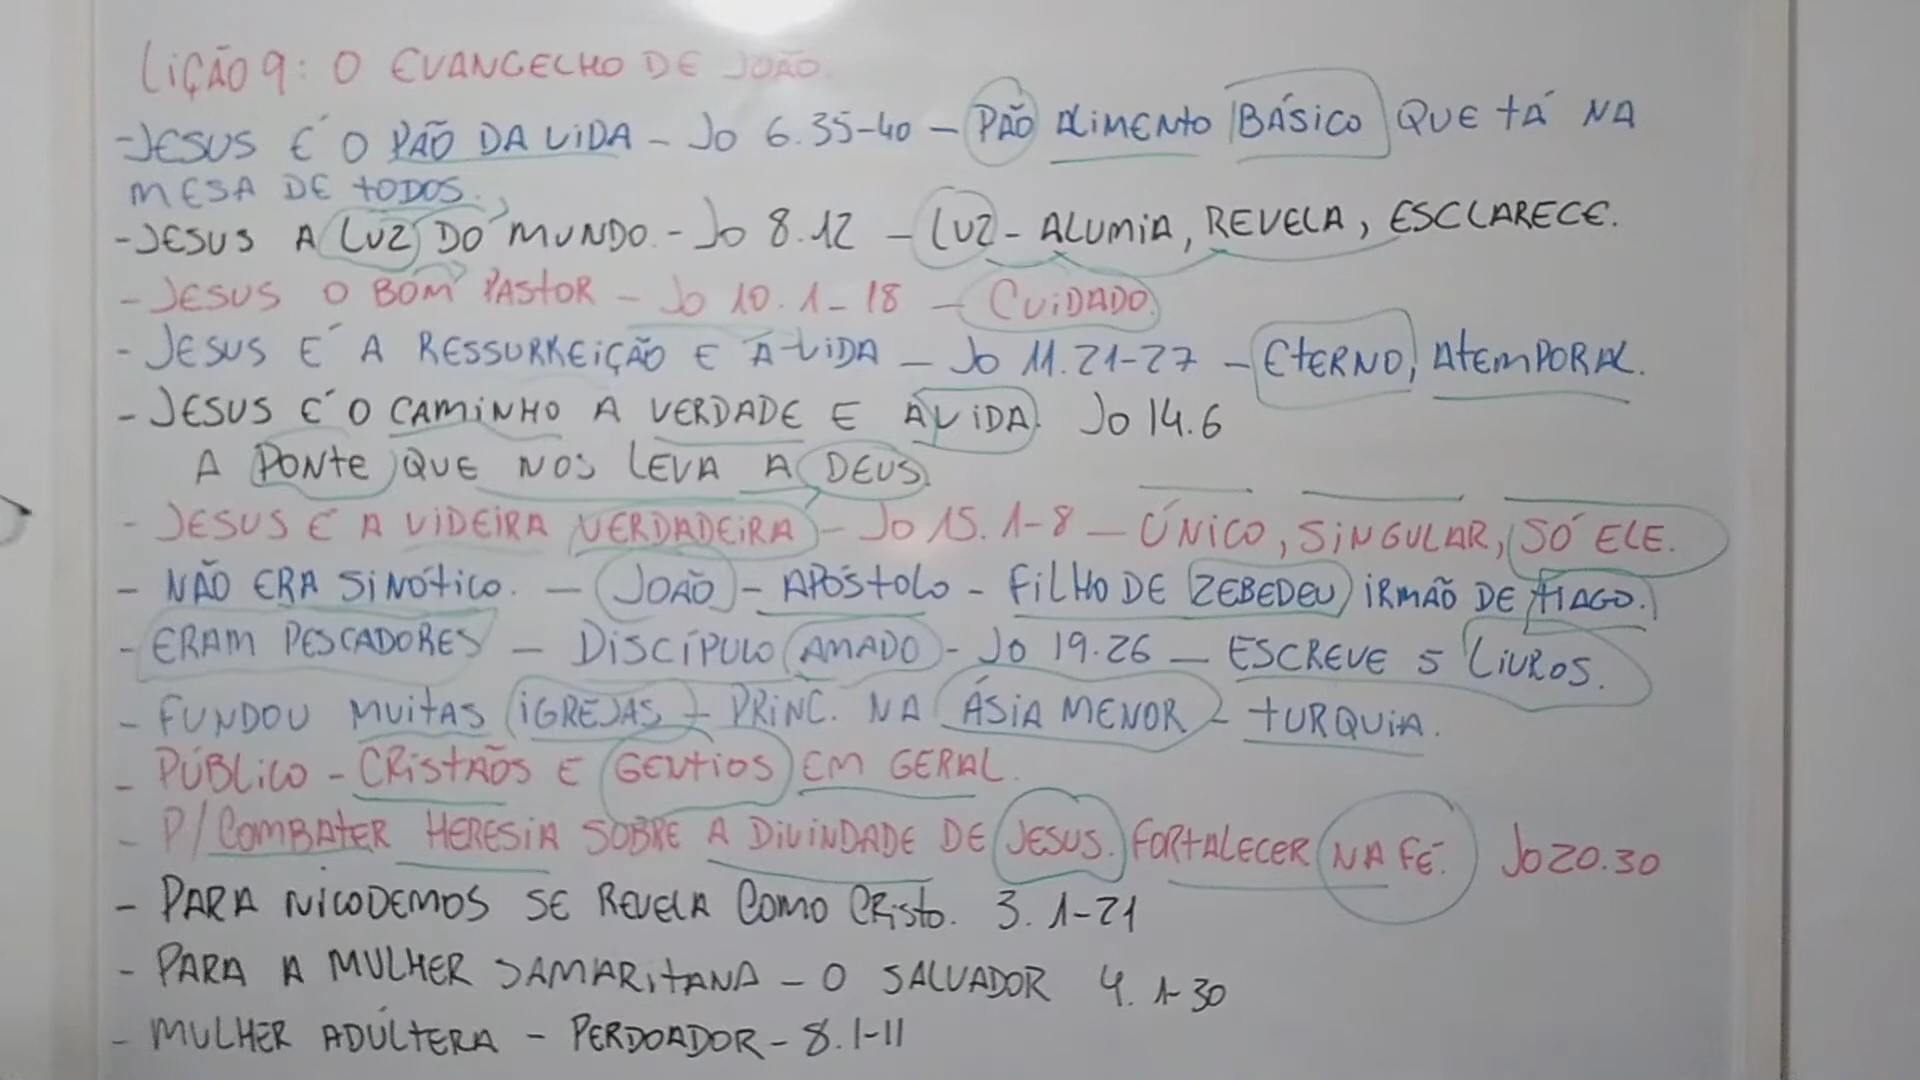 LIÇÃO 9: O EVANGELHO DE JOÃO.
- JESUS É O PÃO DA VIDA - JO 6.35-40 - PÃO ALIMENTO BÁSICO QUE TÁ NA
MESA DE TODOS.
- JESUS A LUZ DO MUNDO. - JO 8.12 - LUZ - ALUMIA, REVELA, ESCLARECE.
- JESUS O BOM PASTOR - JO 10.1-18 - CUIDADO.
- JESUS É A RESSURREIÇÃO E A VIDA - JO 11.21-27 - ETERNO, ATEMPORAL.
- JESUS É O CAMINHO A VERDADE E A VIDA. JO 14.6
A PONTE QUE NOS LEVA A DEUS.
- JESUS É A VIDEIRA VERDADEIRA - JO 15.1-8 - ÚNICO, SINGULAR, SÓ ELE.
- NÃO ERA SINÓTICO. - JOÃO - APÓSTOLO - FILHO DE ZEBEDEU IRMÃO DE TIAGO.
- ERAM PESCADORES - DISCÍPULO AMADO - JO 19.26 - ESCREVE 5 LIVROS.
- FUNDOU MUITAS IGREJAS - PRINC. NA ÁSIA MENOR - TURQUIA.
- PÚBLICO - CRISTÃOS E GENTIOS EM GERAL.
- P/ COMBATER HERESIA SOBRE A DIVINDADE DE JESUS. FORTALECER NA FÉ. JO 20.30
- PARA NICODEMOS SE REVELA COMO CRISTO. 3.1-21
- PARA A MULHER SAMARITANA - O SALVADOR 4.1-30
- MULHER ADÚLTERA - PERDOADOR - 8.1-11